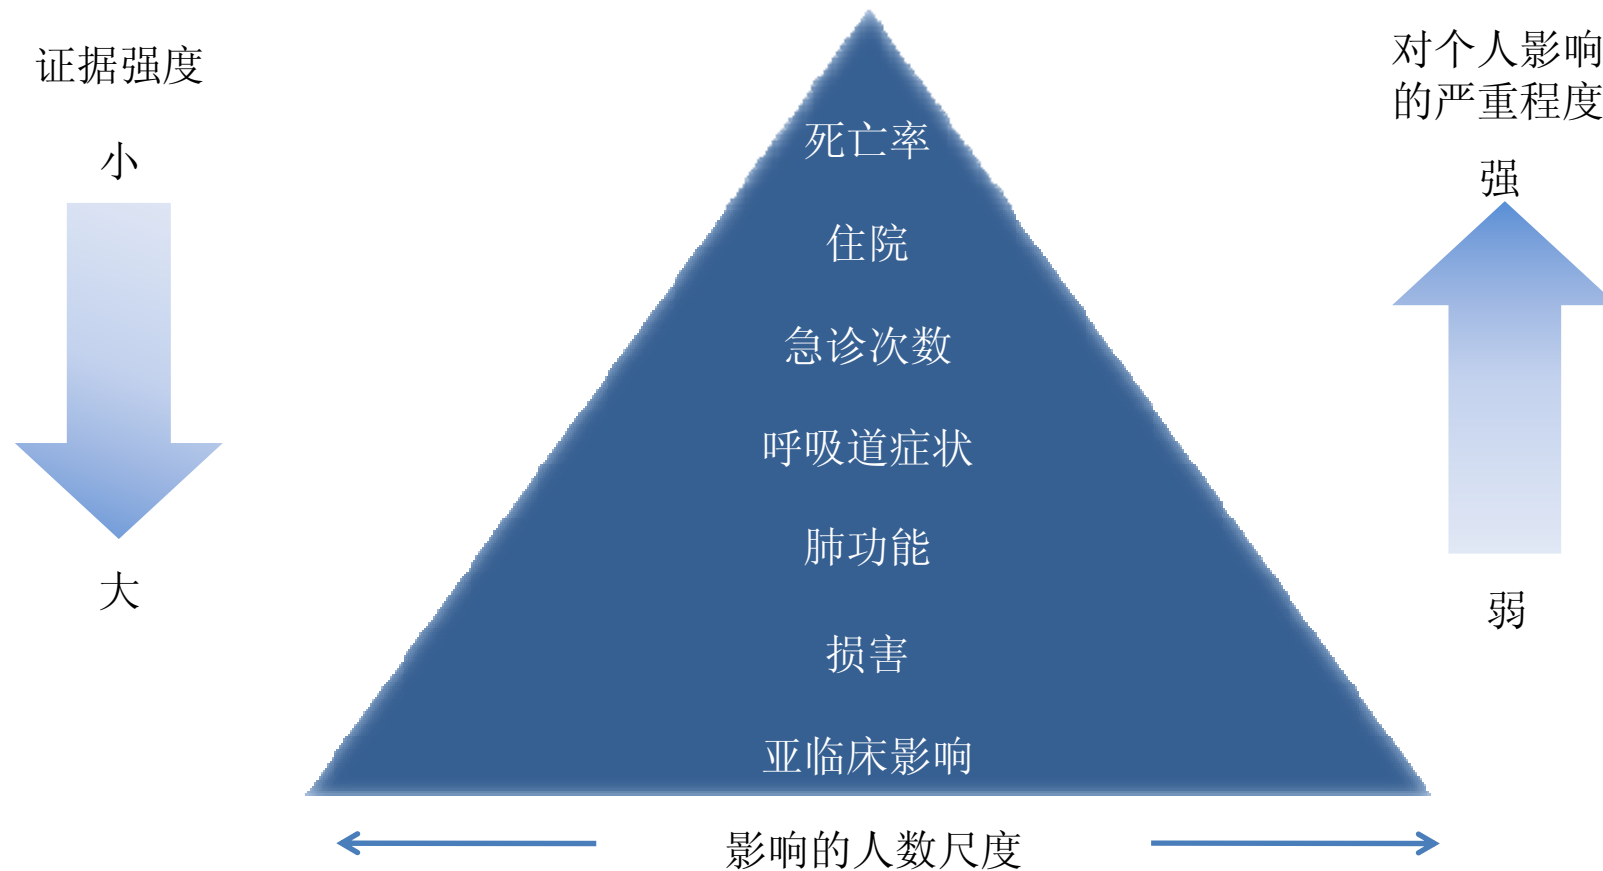 证据强度
小
大
死亡率
住院
急诊次数
呼吸道症状
肺功能
损害
亚临床影响
影响的人数尺度
对个人影响
的严重程度
强
弱